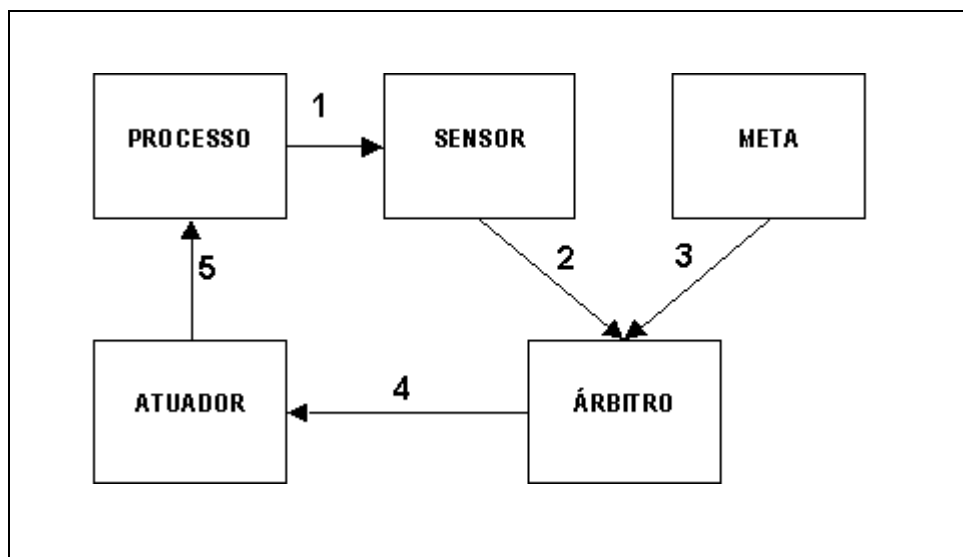 1
PROCESSO
SENSOR
META
2
3
5
4
ATUADOR
ÁRBITRO